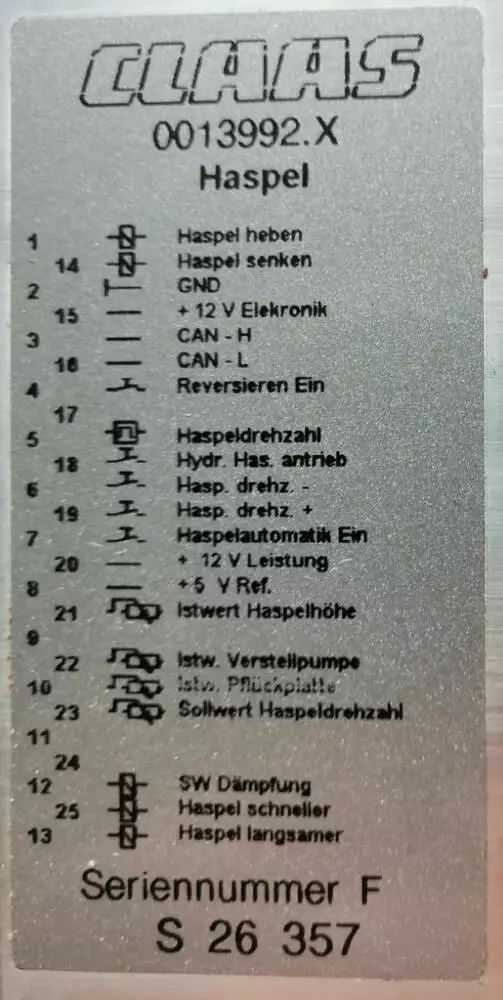 CLAAS
0013992.X
Haspel
1 Haspel heben
14 Haspel senken
2 GND
15 + 12 V Elekronik
3 CAN - H
16 CAN - L
4 Reversieren Ein
17
5 Haspeldrehzahl
18 Hydr. Has. antrieb
6 Hasp. drehz. -
19 Hasp. drehz. +
7 Haspelautomatik Ein
20 + 12 V Leistung
8 +5 V Ref.
21 Istwert Haspelhöhe
9
22 Istw. Verstellpumpe
10 Istw. Pflückplatte
23 Sollwert Haspeldrehzahl
11
24
12 SW Dämpfung
25 Haspel schneller
13 Haspel langsamer
Seriennummer F
S 26 357